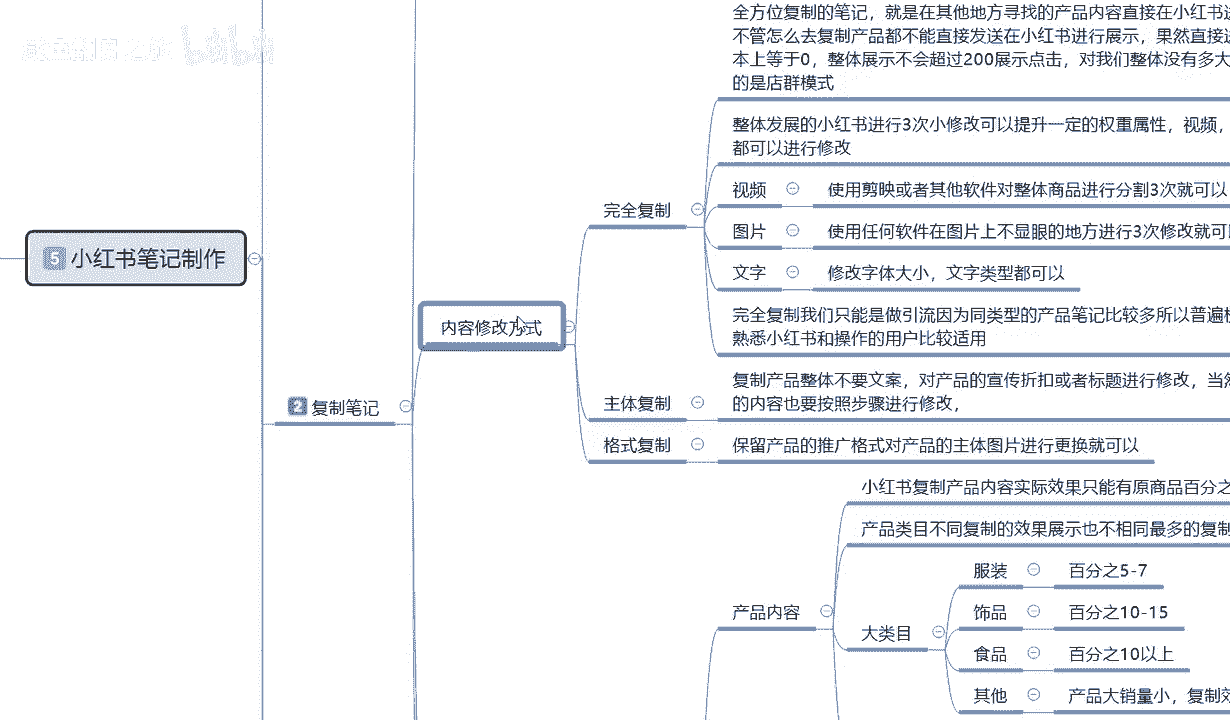 全方位复制的笔记，就是在其他地方寻找的产品内容直接在小红书进
不管怎么去复制产品都不能直接发送在小红书进行展示，果然直接进
本上等于0，整体展示不会超过200展示点击，对我们整体没有多大
的是店群模式
整体发展的小红书进行3次小修改可以提升一定的权重属性，视频，
都可以进行修改
视频
使用剪映或者其他软件对整体商品进行分割3次就可以
完全复制
图片
使用任何软件在图片上不显眼的地方进行3次修改就可
5 小红书笔记制作
文字
修改字体大小，文字类型都可以
内容修改方式
完全复制我们只能是做引流因为同类型的产品笔记比较多所以普遍
熟悉小红书和操作的用户比较适用
复制产品整体不要文案，对产品的宣传折扣或者标题进行修改，当然
的内容也要按照步骤进行修改，
主体复制
2 复制笔记
格式复制
保留产品的推广格式对产品的主体图片进行更换就可以
小红书复制产品内容实际效果只能有原商品百分之
产品类目不同复制的效果展示也不相同最多的复制
服装
百分之5-7
产品内容
饰品
百分之10-15
大类目
食品
百分之10以上
其他
产品大销量小，复制效